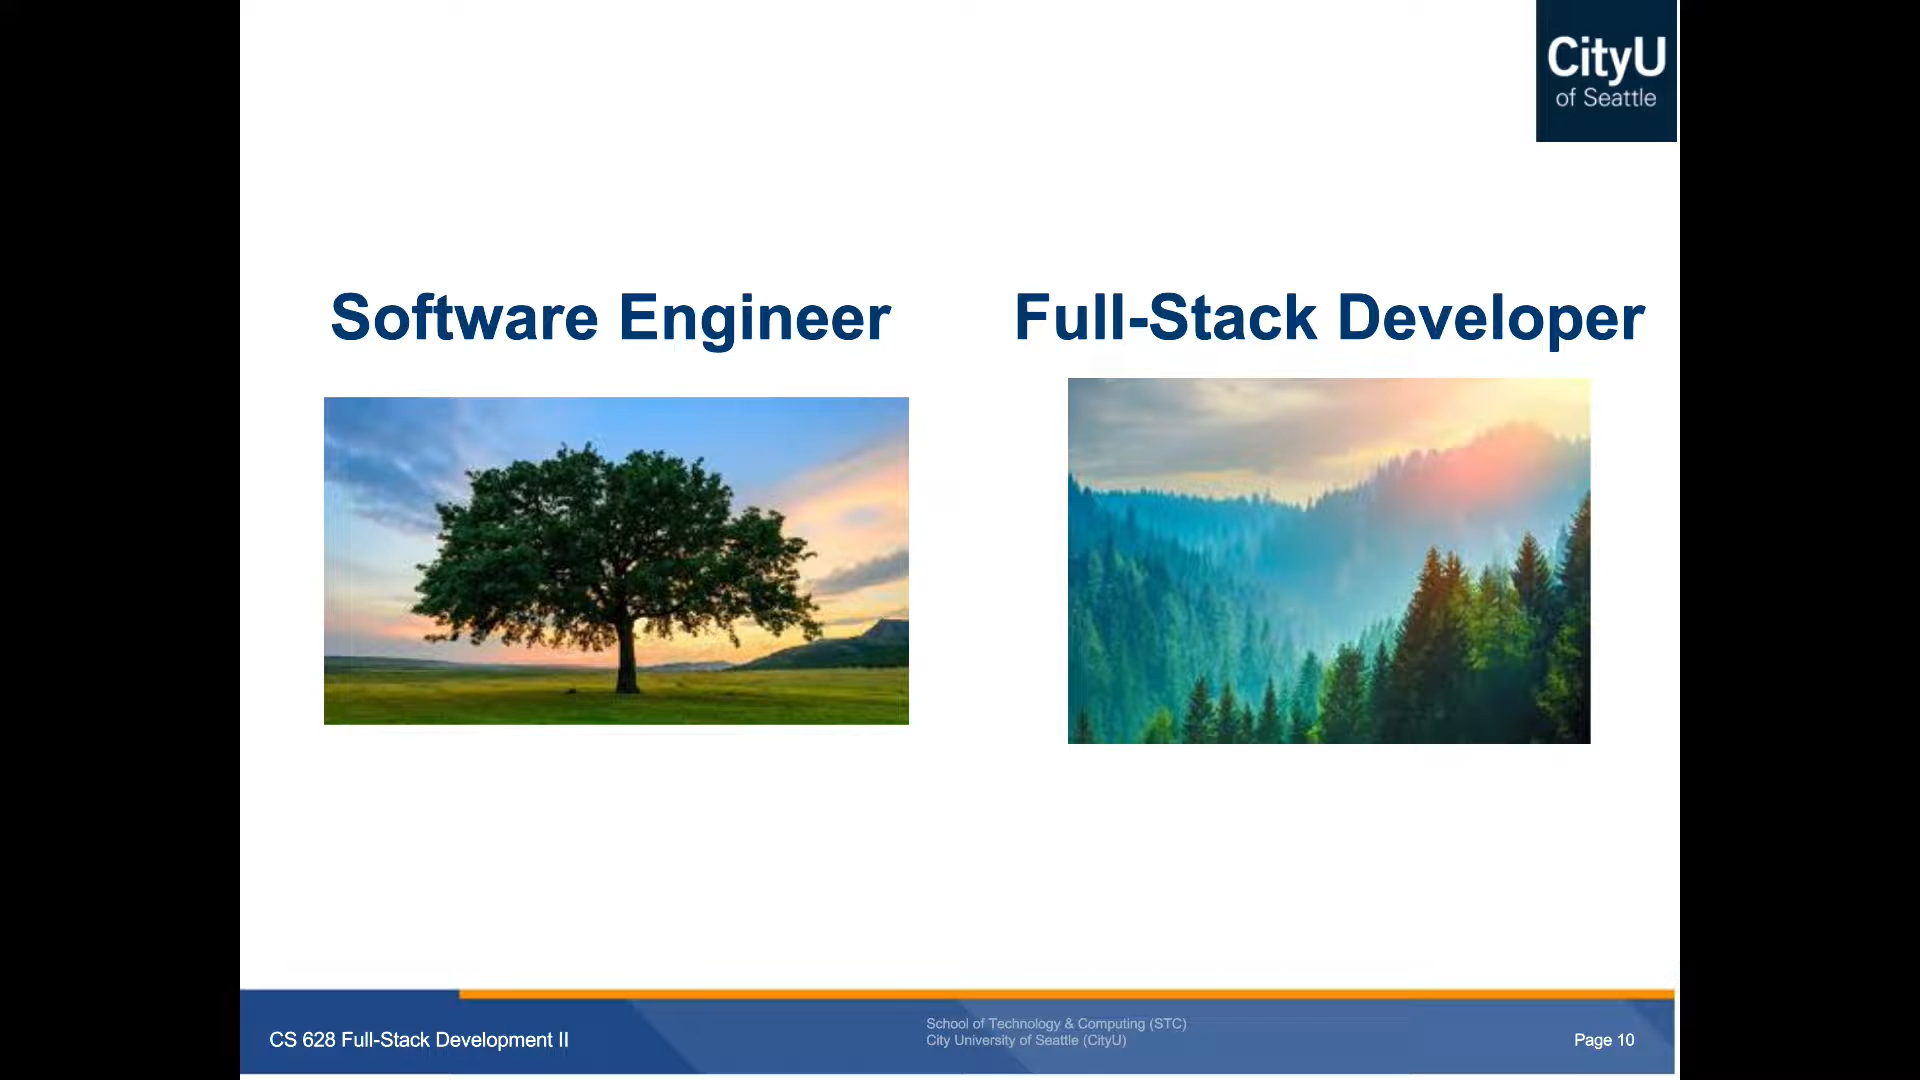 CityU
of Seattle
Software Engineer
Full-Stack Developer
CS 628 Full-Stack Development II
School of Technology & Computing (STC)
City University of Seattle (CityU)
Page 10